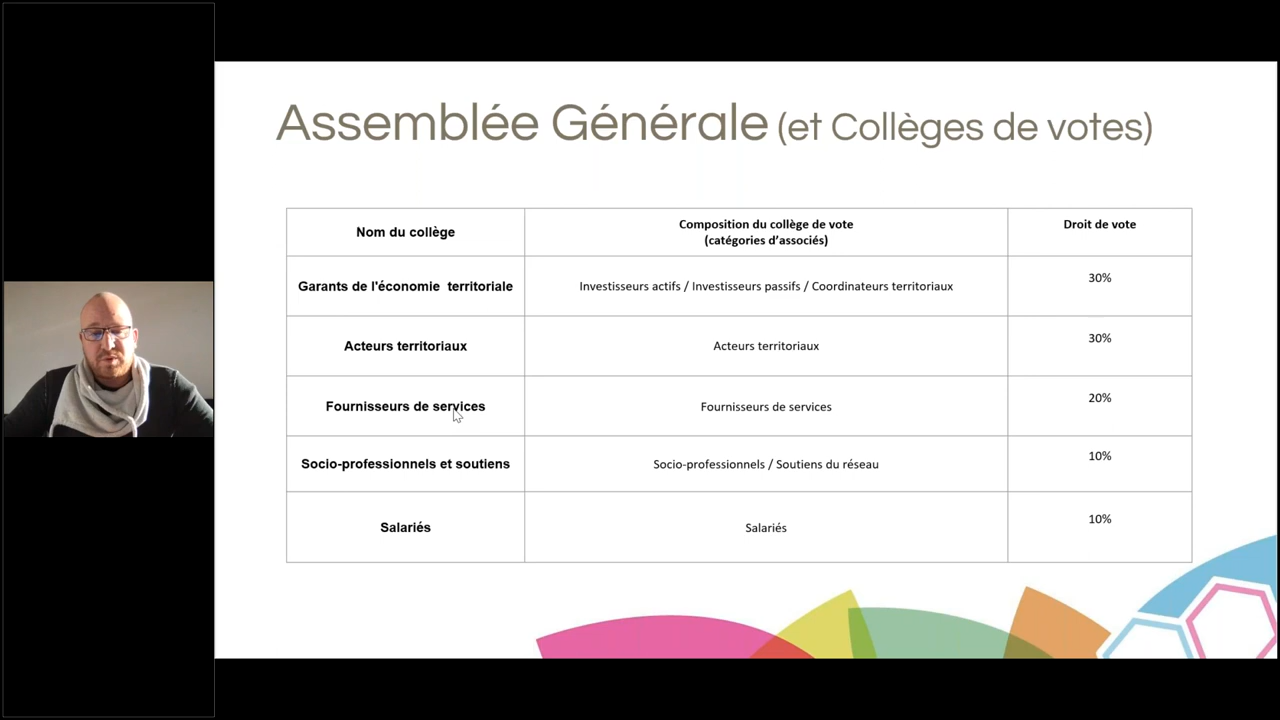 Assemblée Générale (et Collèges de votes)
Nom du collège
Composition du collège de vote
(catégories d'associés)
Droit de vote
Garants de l'économie territoriale
Investisseurs actifs / Investisseurs passifs / Coordinateurs territoriaux
30%
Acteurs territoriaux
Acteurs territoriaux
30%
Fournisseurs de services
Fournisseurs de services
20%
Socio-professionnels et soutiens
Socio-professionnels / Soutiens du réseau
10%
Salariés
Salariés
10%